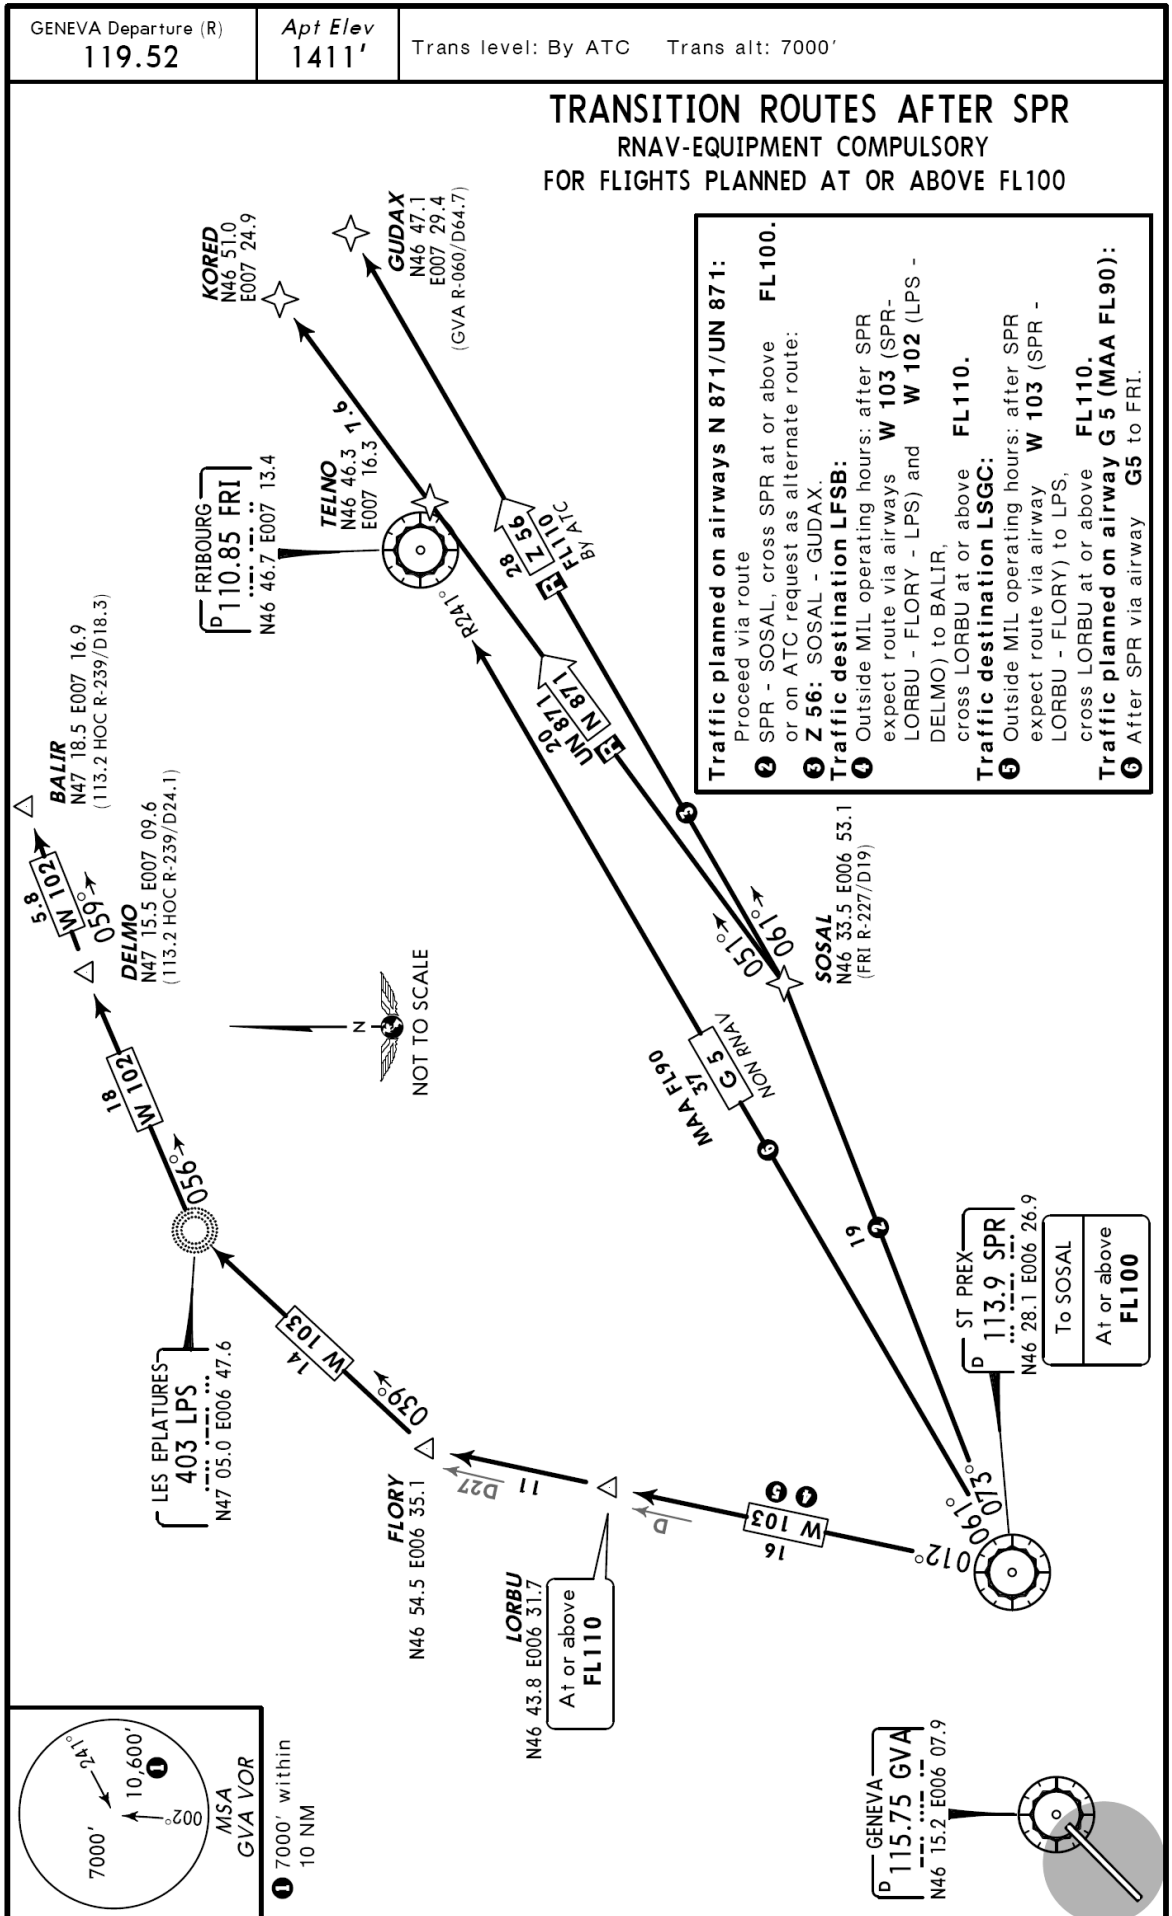 GENEVA Departure (R)
119.52
Apt Elev
1411'
Trans level: By ATC Trans alt: 7000'
TRANSITION ROUTES AFTER SPR
RNAV-EQUIPMENT COMPULSORY
FOR FLIGHTS PLANNED AT OR ABOVE FL100
KORED
N46 51.0
E007 24.9
GUDAX
N46 47.1
E007 29.4
(GVA R-060/D64.7)
7.6
TELNO
N46 46.3
E007 16.3
FRIBOURG
D 110.85 FRI
N46 46.7 E007 13.4
R241°
28
Z 56
FL110
BY ATC
R
20
UN 871
N 871
R
BALIR
N47 18.5 E007 16.9
(113.2 HOC R-239/D18.3)
5.8
W 102
059°
DELMO
N47 15.5 E007 09.6
(113.2 HOC R-239/D24.1)
18
W 102
056°
N
NOT TO SCALE
Traffic planned on airways N 871/UN 871:
Proceed via route
2 SPR - SOSAL, cross SPR at or above FL100.
or on ATC request as alternate route:
3 Z 56: SOSAL - GUDAX.
Traffic destination LFSB:
4 Outside MIL operating hours: after SPR
expect route via airways W 103 (SPR-
LORBU - FLORY - LPS) and W 102 (LPS -
DELMO) to BALIR,
cross LORBU at or above FL110.
Traffic destination LSGC:
5 Outside MIL operating hours: after SPR
expect route via airway W 103 (SPR -
LORBU - FLORY) to LPS,
cross LORBU at or above FL110.
Traffic planned on airway G 5 (MAA FL90):
6 After SPR via airway G5 to FRI.
3
051°
061°
SOSAL
N46 33.5 E006 53.1
(FRI R-227/D19)
MAA FL90
37
G 5
NON RNAV
6
19
2
LES EPLATURES
403 LPS
N47 05.0 E006 47.6
14
W 103
039°
FLORY
N46 54.5 E006 35.1
D27
11
LORBU
N46 43.8 E006 31.7
At or above
FL110
D
4 5
W 103
16
012°
061°
073°
ST PREX
D 113.9 SPR
N46 28.1 E006 26.9
To SOSAL
At or above
FL100
241°
10,600'
1
002°
7000'
MSA
GVA VOR
1 7000' within
10 NM
GENEVA
D 115.75 GVA
N46 15.2 E006 07.9